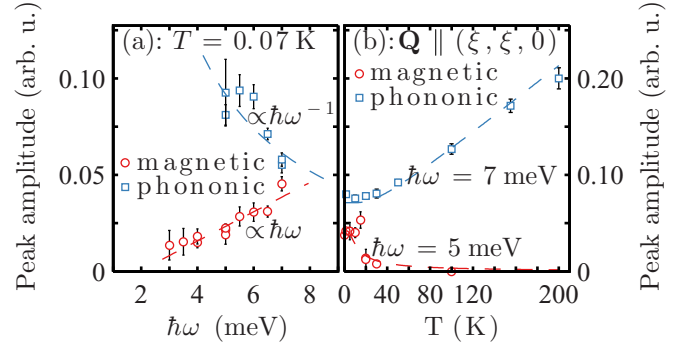 (a): T = 0.07 K
(b): Q ∥ (ξ, ξ, 0)
magnetic
phononic
∝ħω⁻¹
magnetic
phononic
∝ħω
ħω = 7 meV
ħω = 5 meV
Peak amplitude (arb. u.)
0.10
0.05
0
2 4 6 8
ħω (meV)
0 40 80 120 160 200
T (K)
0.20
0.10
0
Peak amplitude (arb. u.)